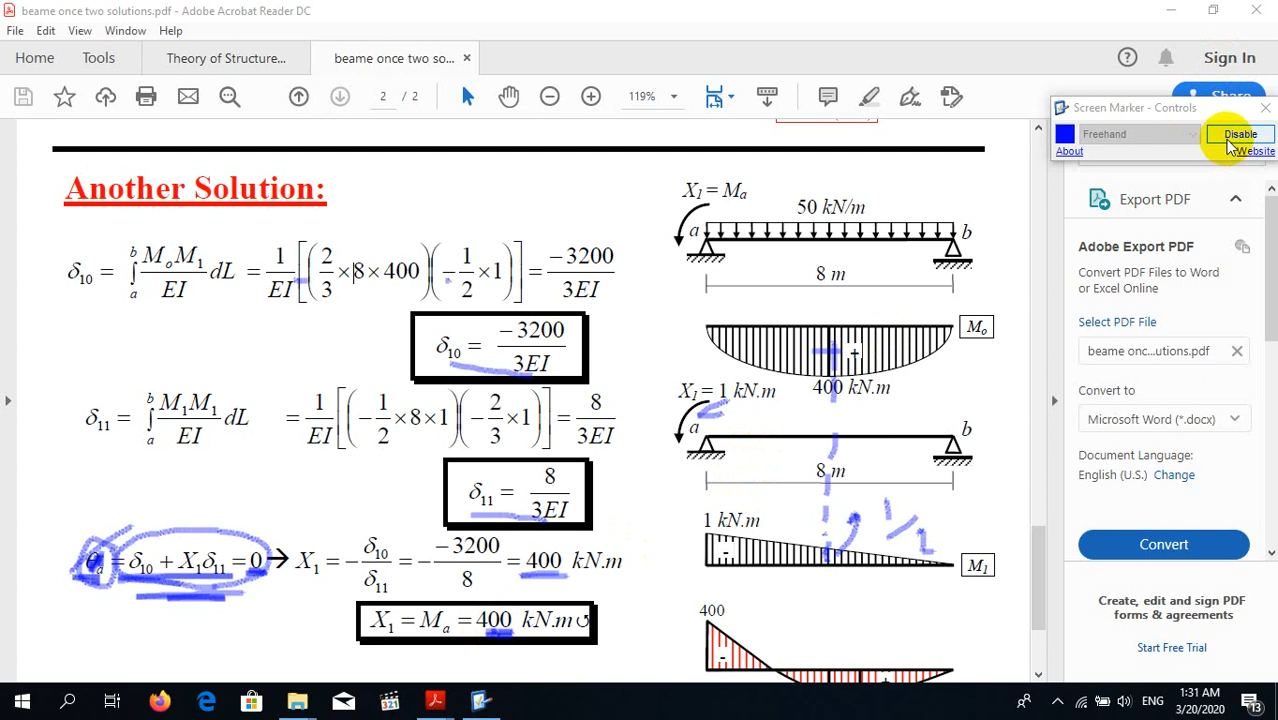 beame once two solutions.pdf - Adobe Acrobat Reader DC
File Edit View Window Help
Home Tools Theory of Structure... beame once two so... × Sign In
2 / 2 119% Share
Screen Marker - Controls
Freehand Disable
About Website
Another Solution:
δ10 = ∫ab MoM1/EI dL = 1/EI [(2/3 × 8 × 400)(−1/2 × 1)] = −3200/3EI
δ10 = −3200/3EI
δ11 = ∫ab M1M1/EI dL = 1/EI [(−1/2 × 8 × 1)(−2/3 × 1)] = 8/3EI
δ11 = 8/3EI
θa = δ10 + X1δ11 = 0 → X1 = −δ10/δ11 = −−3200/8 = 400 kN.m
X1 = Ma = 400 kN.m↺
X1 = Ma
50 kN/m
a b
8 m
Mo
+
400 kN.m
X1 = 1 kN.m
a b
8 m
1/2
1 kN.m
-
M1
400
-
+
Export PDF
Adobe Export PDF
Convert PDF Files to Word
or Excel Online
Select PDF File
beame onc...utions.pdf ×
Convert to
Microsoft Word (*.docx)
Document Language:
English (U.S.) Change
Convert
Create, edit and sign PDF
forms & agreements
Start Free Trial
321
ENG
1:31 AM
3/20/2020
13